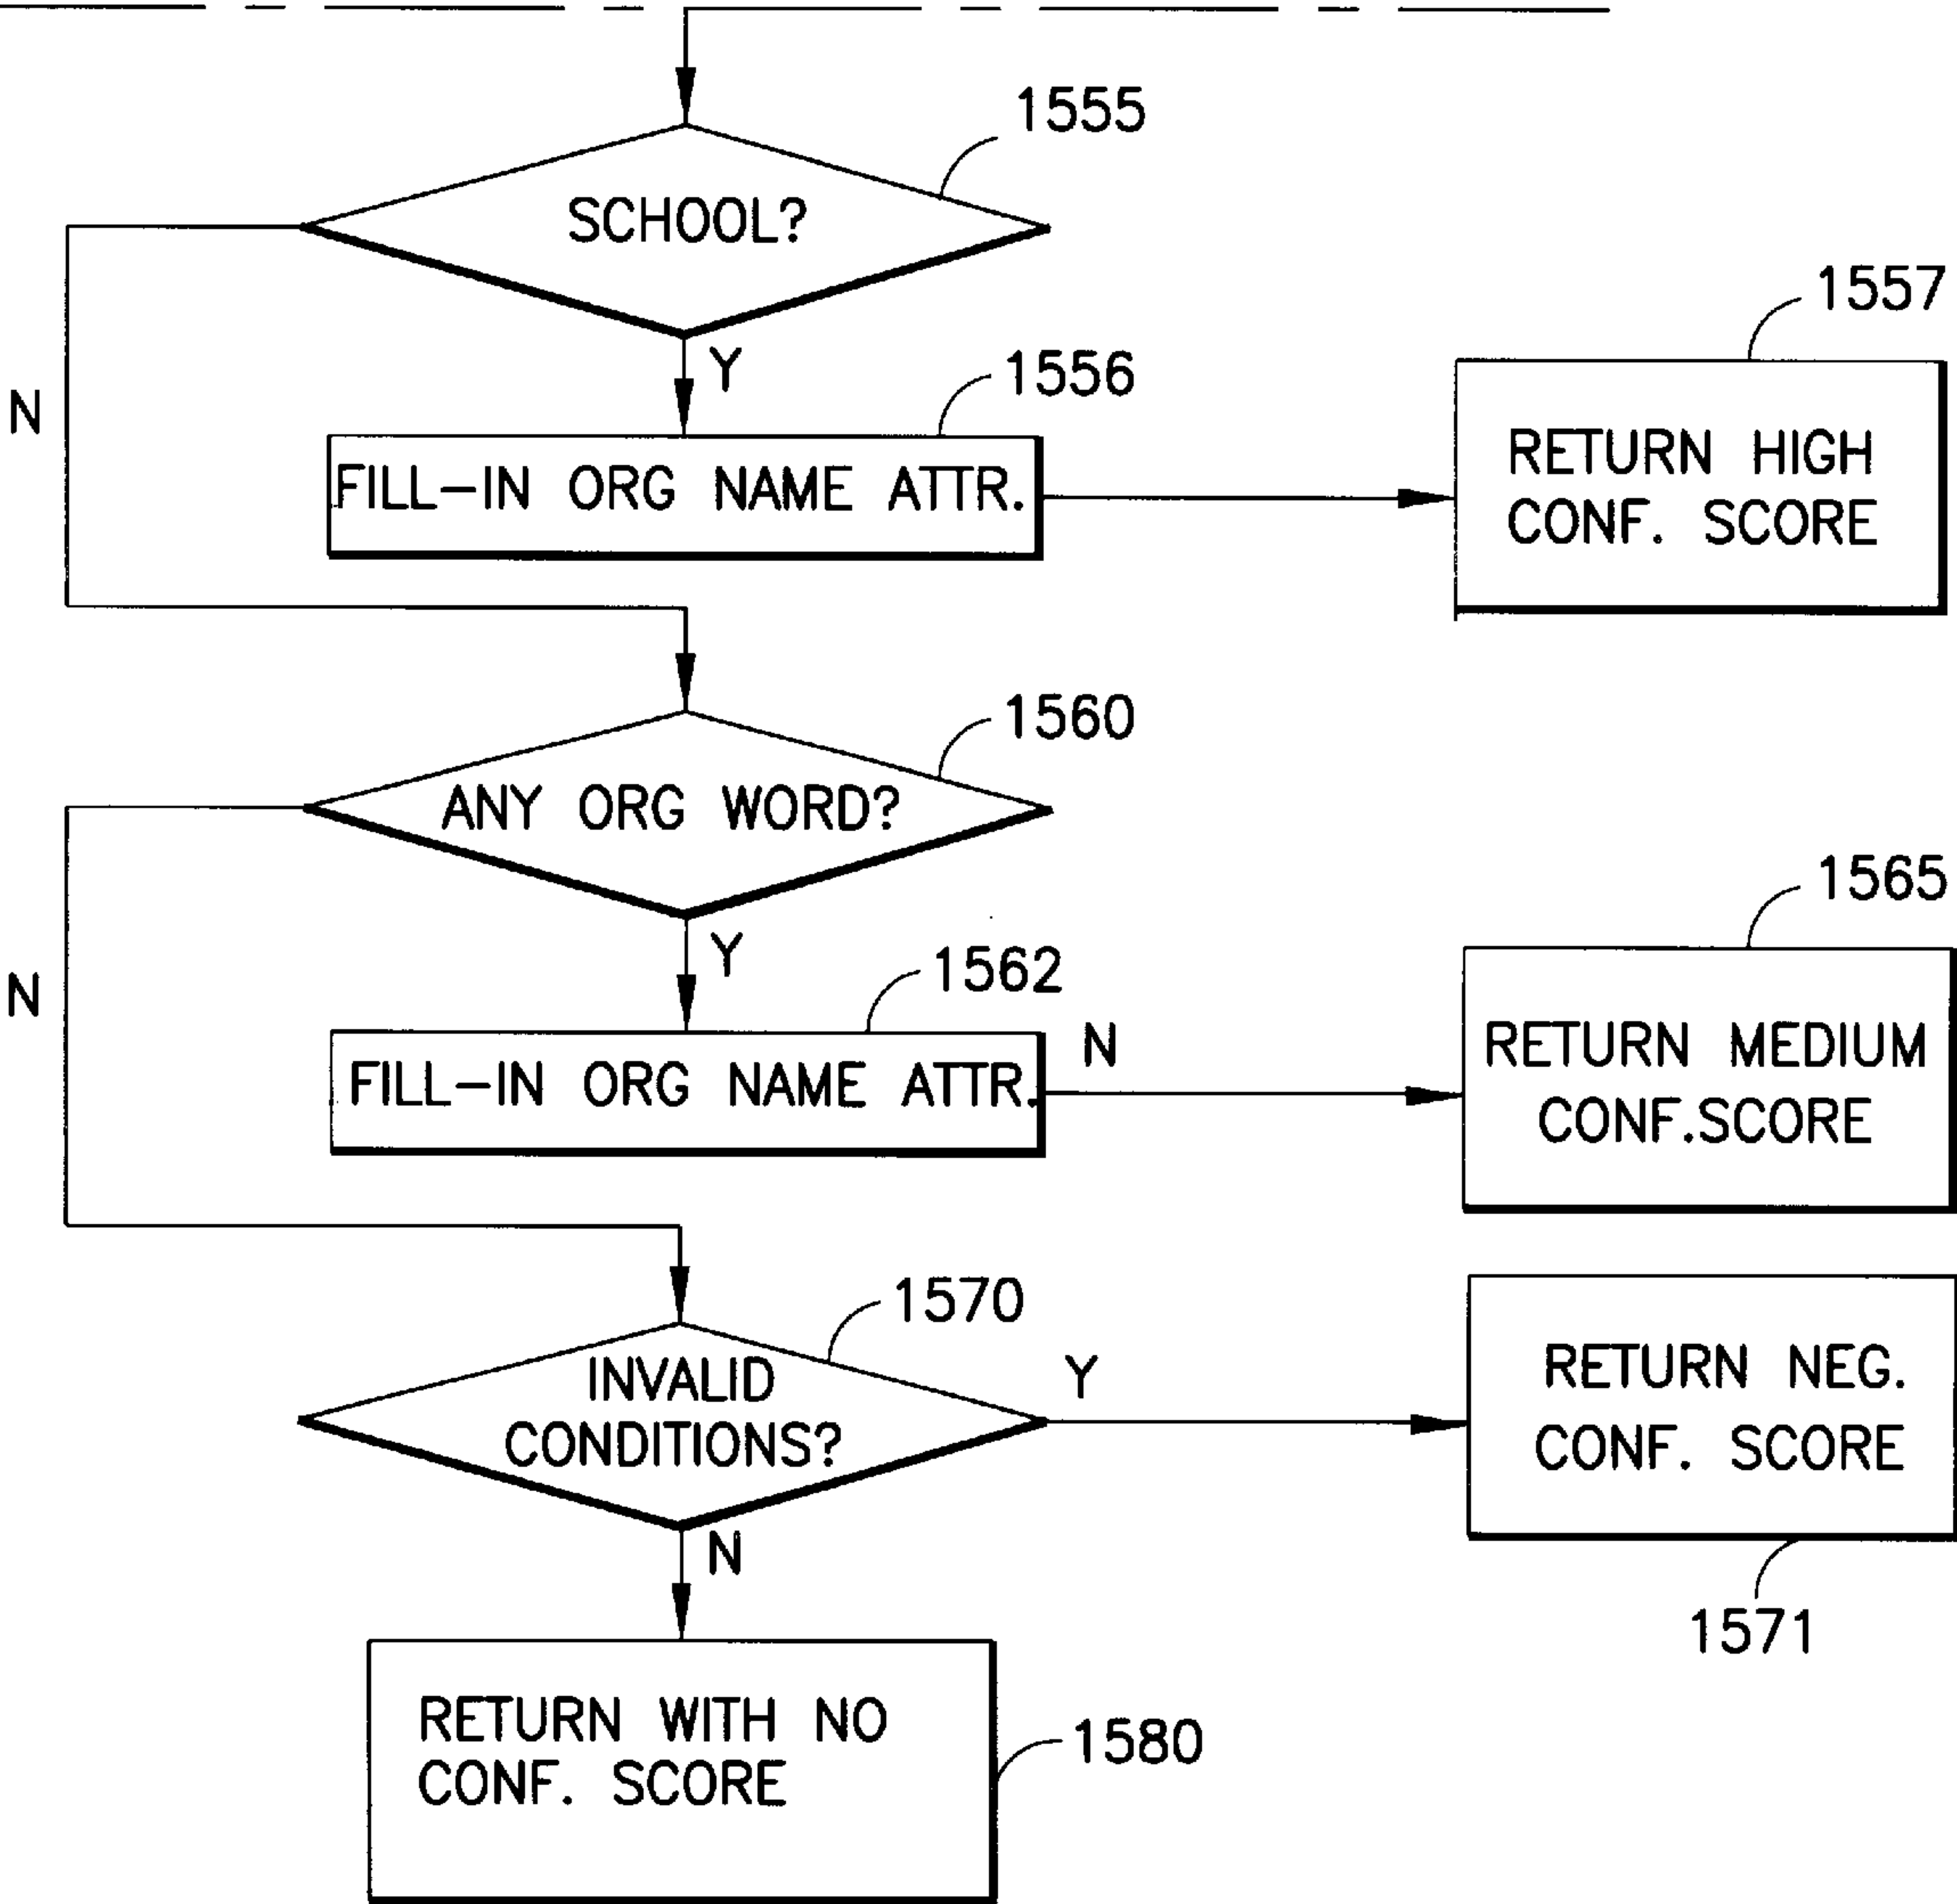 1555
SCHOOL?
1557
Y
1556
N
FILL-IN ORG NAME ATTR.
RETURN HIGH
CONF. SCORE
1560
ANY ORG WORD?
1565
Y
1562
N
N
FILL-IN ORG NAME ATTR.
RETURN MEDIUM
CONF.SCORE
1570
INVALID
CONDITIONS?
Y
RETURN NEG.
CONF. SCORE
N
1571
RETURN WITH NO
CONF. SCORE
1580